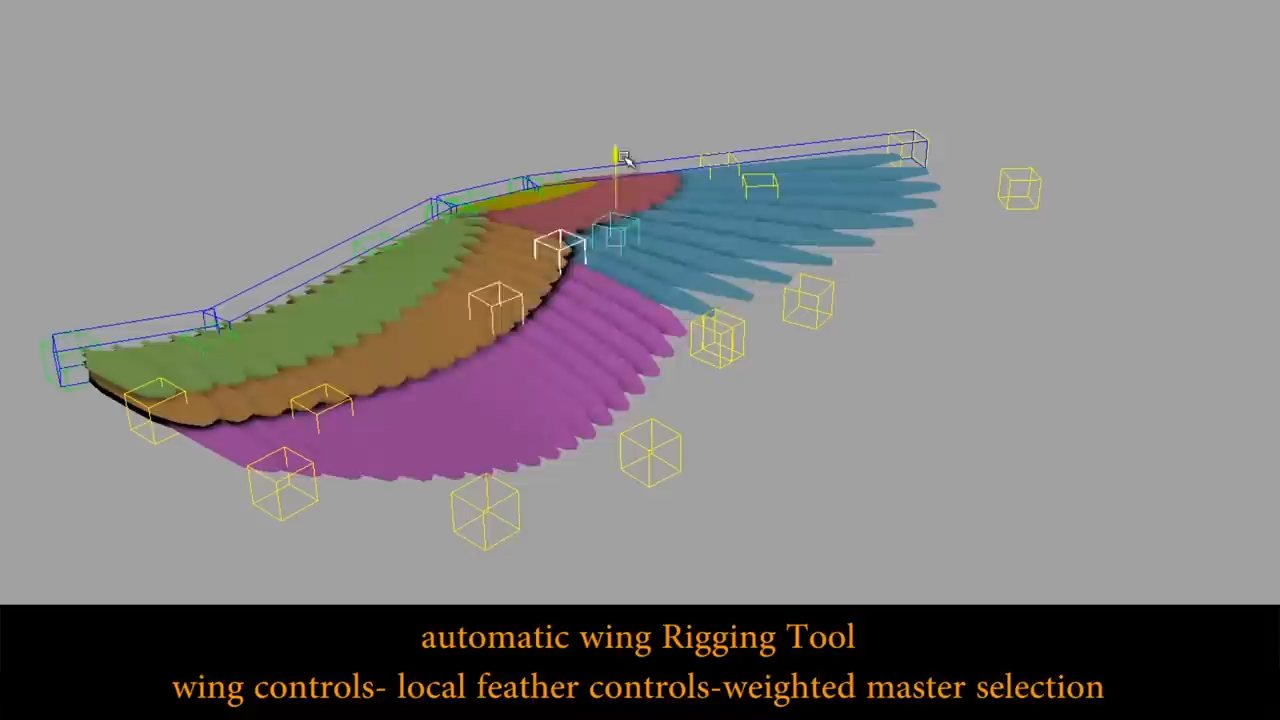 automatic wing Rigging Tool
wing controls- local feather controls-weighted master selection